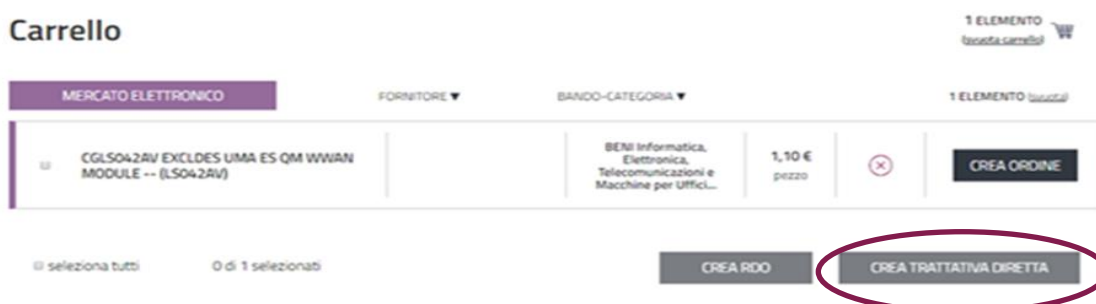 Carrello
1 ELEMENTO
(svuota carrello)
MERCATO ELETTRONICO
FORNITORE▼
BANDO-CATEGORIA▼
1 ELEMENTO (svuota)
CGLS042AV EXCLDES UMA ES QM WWAN
MODULE -- (LS042AV)
BENI Informatica,
Elettronica,
Telecomunicazioni e
Macchine per Uffici...
1,10 €
pezzo
CREA ORDINE
seleziona tutti
0 di 1 selezionati
CREA RDO
CREA TRATTATIVA DIRETTA